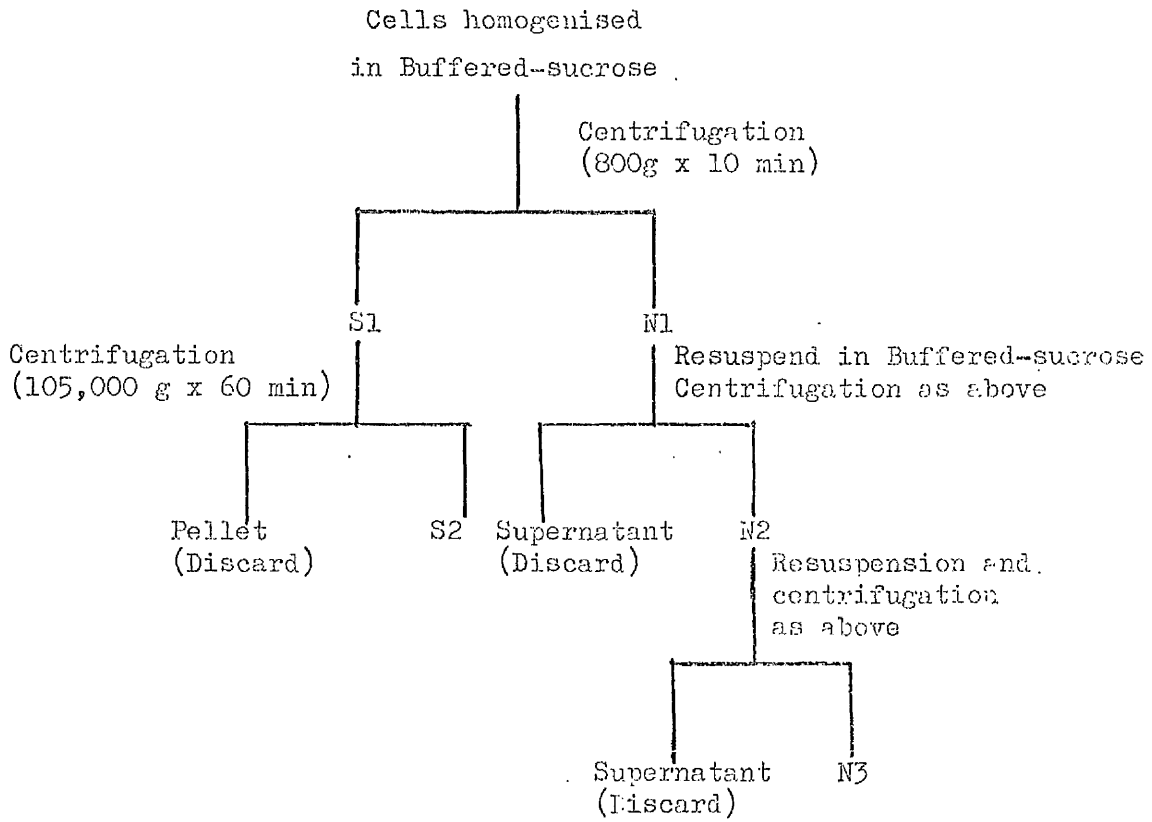 Cells homogenised
in Buffered-sucrose
Centrifugation
(800g x 10 min)
S1
N1
Centrifugation
(105,000 g x 60 min)
Resuspend in Buffered-sucrose
Centrifugation as above
Pellet
(Discard)
S2
Supernatant
(Discard)
N2
Resuspension and
centrifugation
as above
Supernatant
(Discard)
N3